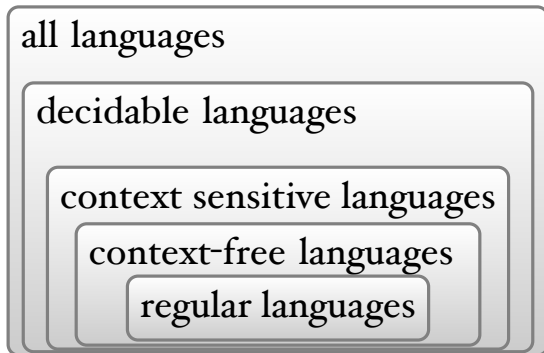 all languages
decidable languages
context sensitive languages
context-free languages
regular languages